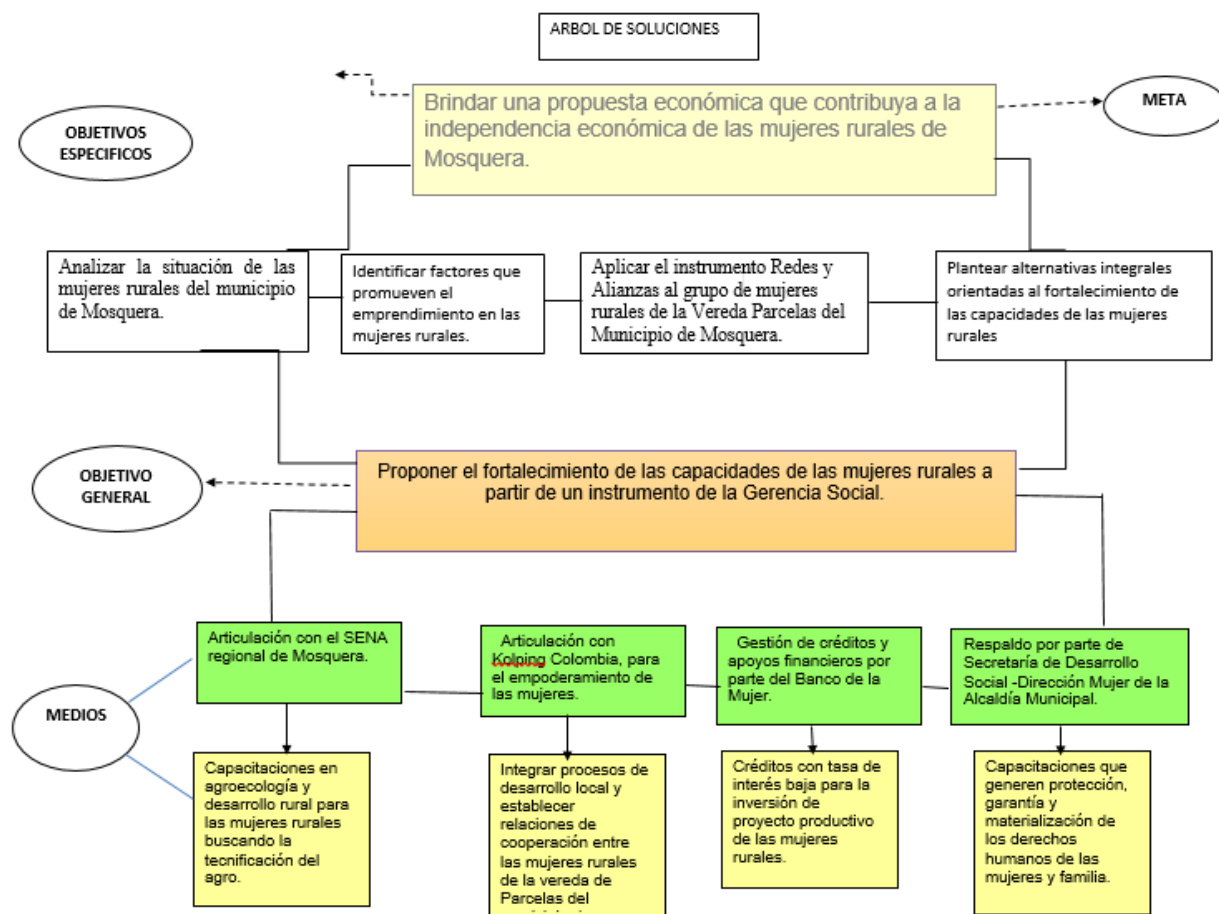 ARBOL DE SOLUCIONES
Brindar una propuesta económica que contribuya a la
independencia económica de las mujeres rurales de
Mosquera.
META
OBJETIVOS
ESPECIFICOS
Analizar la situación de las
mujeres rurales del municipio
de Mosquera.
Identificar factores que
promueven el
emprendimiento en las
mujeres rurales.
Aplicar el instrumento Redes y
Alianzas al grupo de mujeres
rurales de la Vereda Parcelas del
Municipio de Mosquera.
Plantear alternativas integrales
orientadas al fortalecimiento de
las capacidades de las mujeres
rurales
OBJETIVO
GENERAL
Proponer el fortalecimiento de las capacidades de las mujeres rurales a
partir de un instrumento de la Gerencia Social.
Articulación con el SENA
regional de Mosquera.
Articulación con
Kolping Colombia, para
el empoderamiento de
las mujeres.
Gestión de créditos y
apoyos financieros por
parte del Banco de la
Mujer.
Respaldo por parte de
Secretaría de Desarrollo
Social -Dirección Mujer de la
Alcaldía Municipal.
MEDIOS
Capacitaciones en
agroecología y
desarrollo rural para
las mujeres rurales
buscando la
tecnificación del
agro.
Integrar procesos de
desarrollo local y
establecer
relaciones de
cooperación entre
las mujeres rurales
de la vereda de
Parcelas del
Créditos con tasa de
interés baja para la
inversión de
proyecto productivo
de las mujeres
rurales.
Capacitaciones que
generen protección,
garantía y
materialización de
los derechos
humanos de las
mujeres y familia.